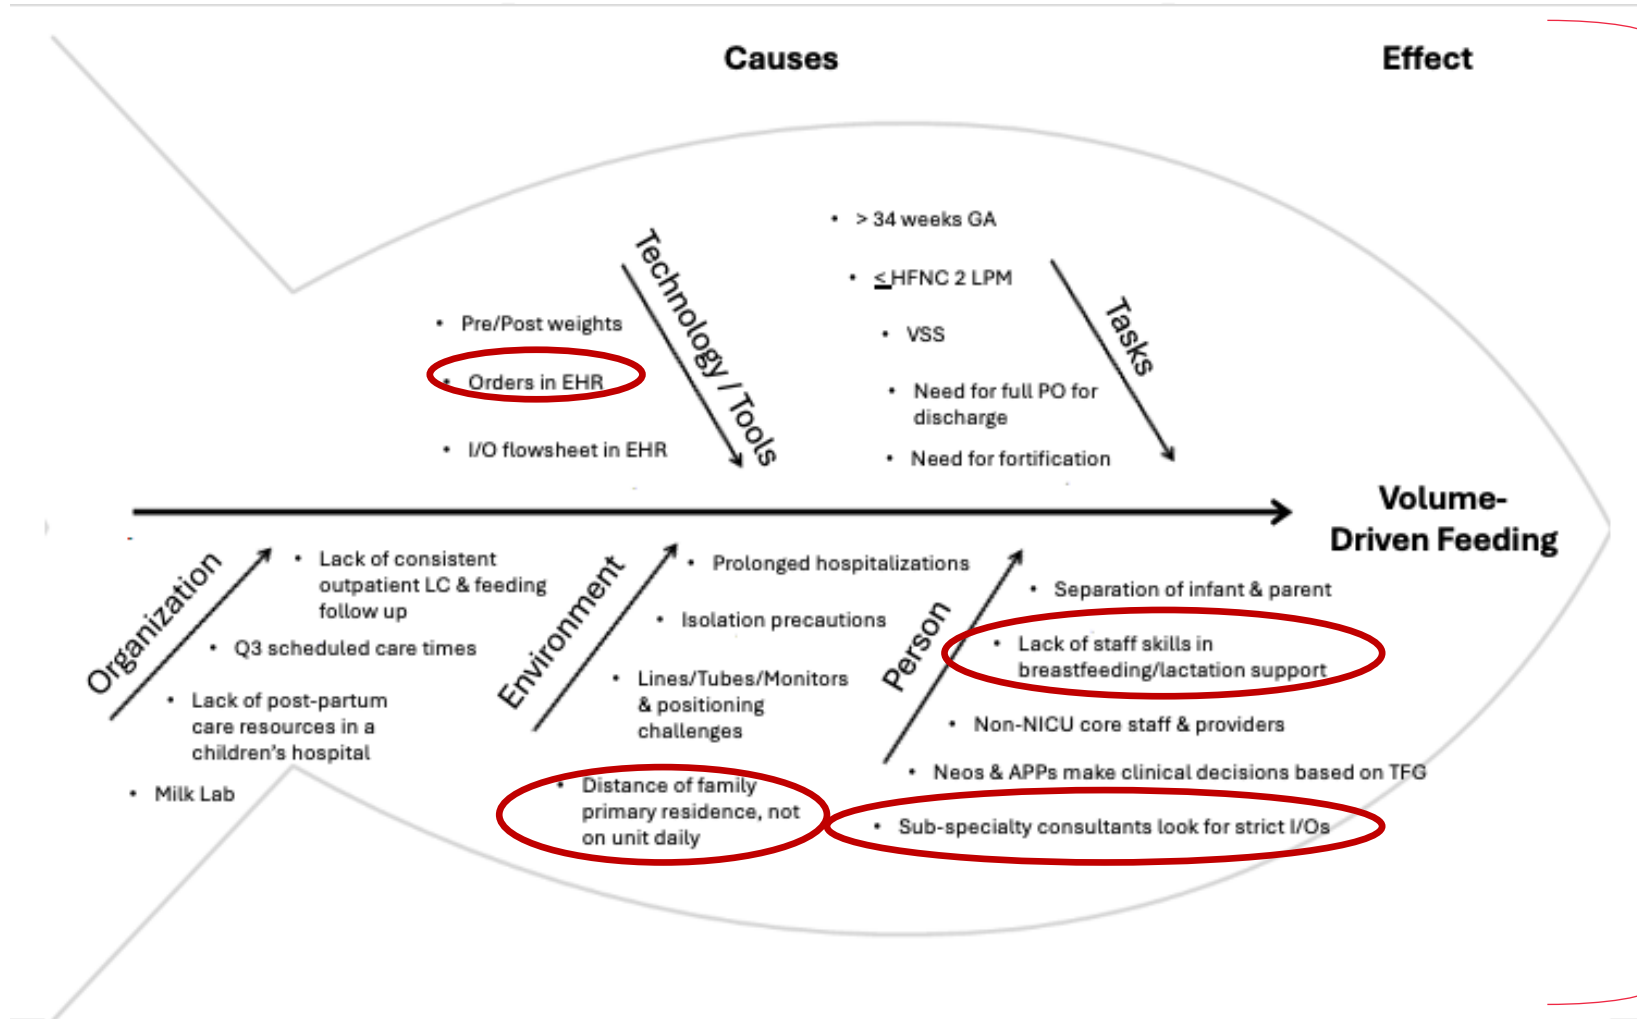 Causes
Effect
Technology / Tools
• Pre/Post weights
• Orders in EHR
• I/O flowsheet in EHR
Tasks
• > 34 weeks GA
• ≤ HFNC 2 LPM
• VSS
• Need for full PO for
discharge
• Need for fortification
Volume-
Driven Feeding
Organization
• Lack of consistent
outpatient LC & feeding
follow up
• Q3 scheduled care times
• Lack of post-partum
care resources in a
children's hospital
• Milk Lab
Environment
• Prolonged hospitalizations
• Isolation precautions
• Lines/Tubes/Monitors
& positioning
challenges
• Distance of family
primary residence, not
on unit daily
Person
• Separation of infant & parent
• Lack of staff skills in
breastfeeding/lactation support
• Non-NICU core staff & providers
• Neos & APPs make clinical decisions based on TFG
• Sub-specialty consultants look for strict I/Os